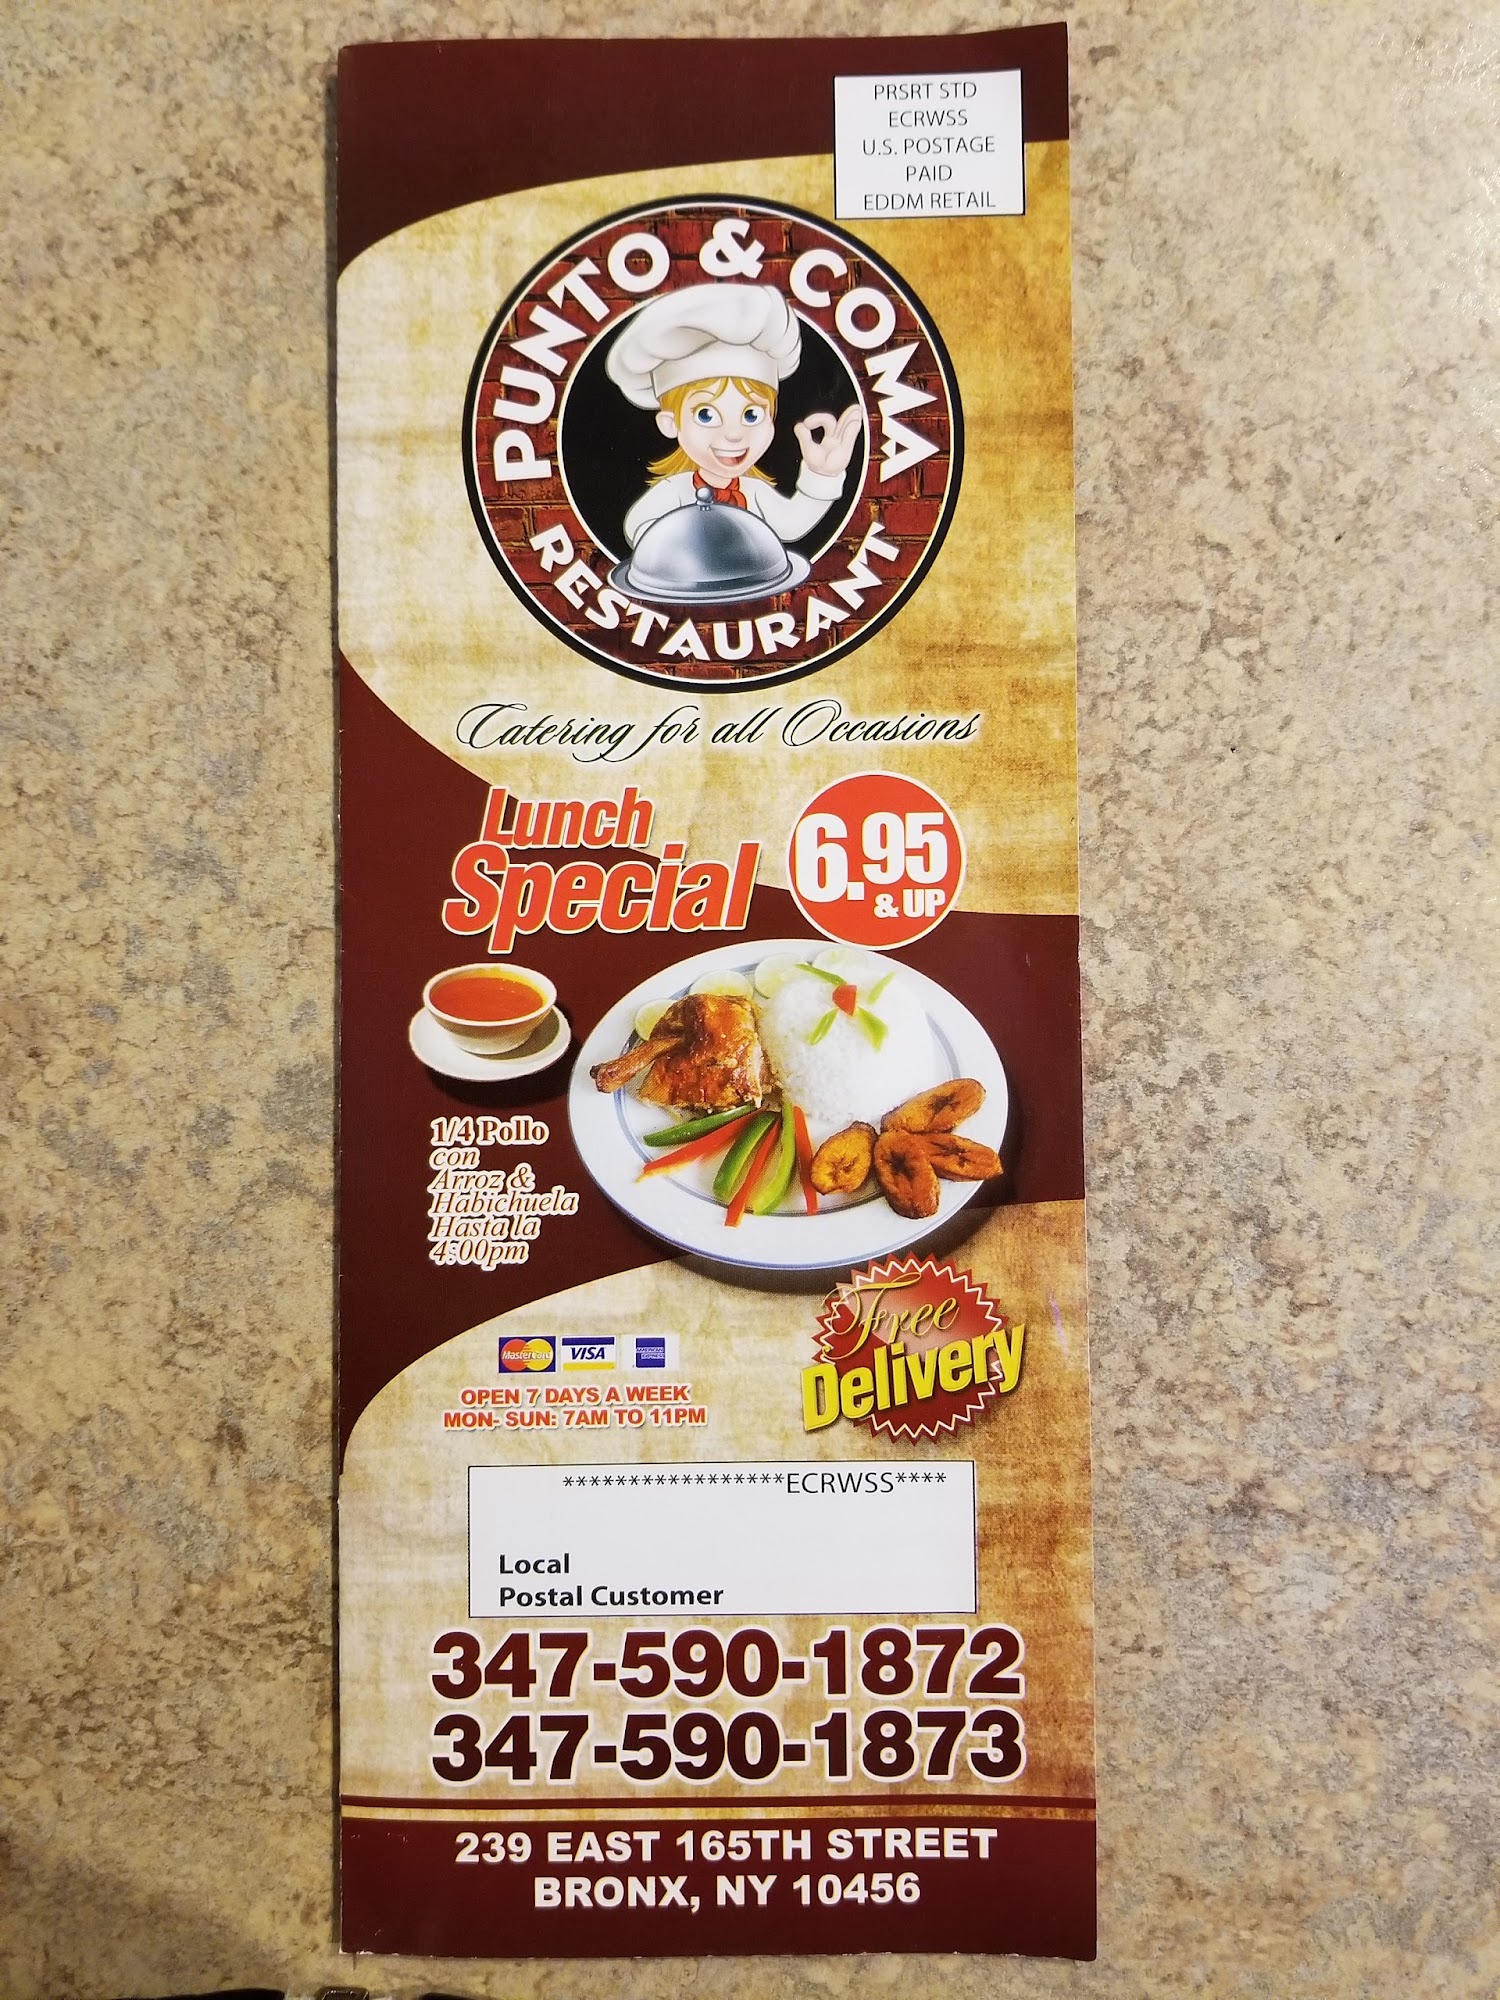 PRSRT STD
ECRWSS
U.S. POSTAGE
PAID
EDDM RETAIL
PUNTO & COMA
RESTAURANT
Catering for all Occasions
Lunch
Special
6.95
& UP
1/4 Pollo
con
Arroz &
Habichuela
Hasta la
4:00pm
Free
Delivery
MasterCard
VISA
AMERICAN
EXPRESS
OPEN 7 DAYS A WEEK
MON- SUN: 7AM TO 11PM
*****************ECRWSS****
Local
Postal Customer
347-590-1872
347-590-1873
239 EAST 165TH STREET
BRONX, NY 10456